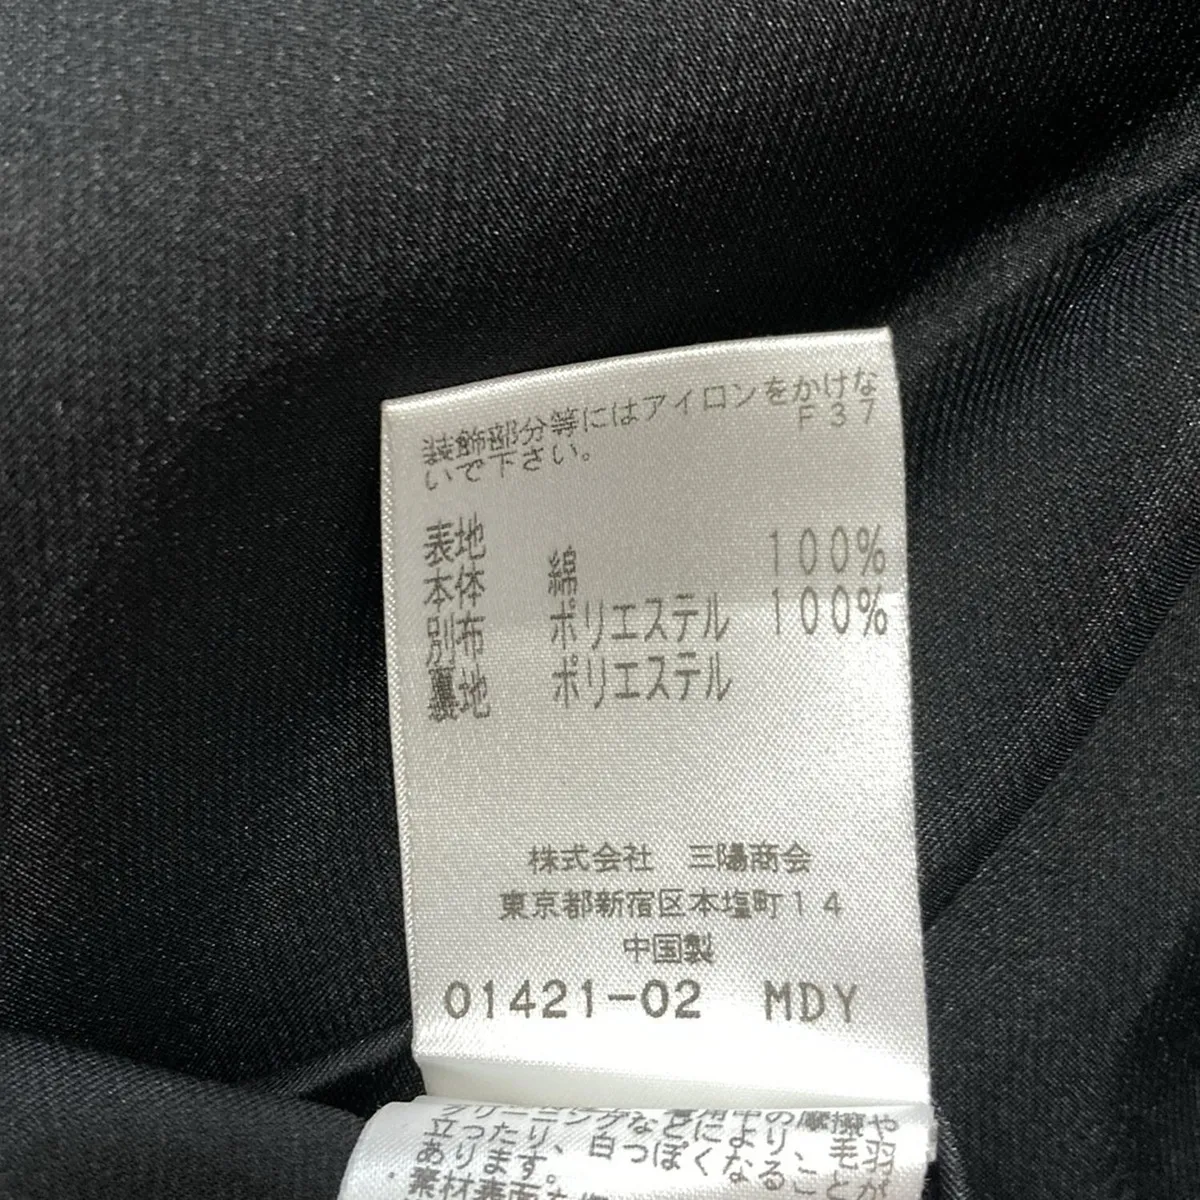 装飾部分等にはアイロンをかけな
いで下さい。 F37
表地
本体 綿 100%
別布 ポリエステル 100%
裏地 ポリエステル
株式会社 三陽商会
東京都新宿区本塩町14
中国製
01421-02 MDY
立ったり、白っぽくなることが
あります。